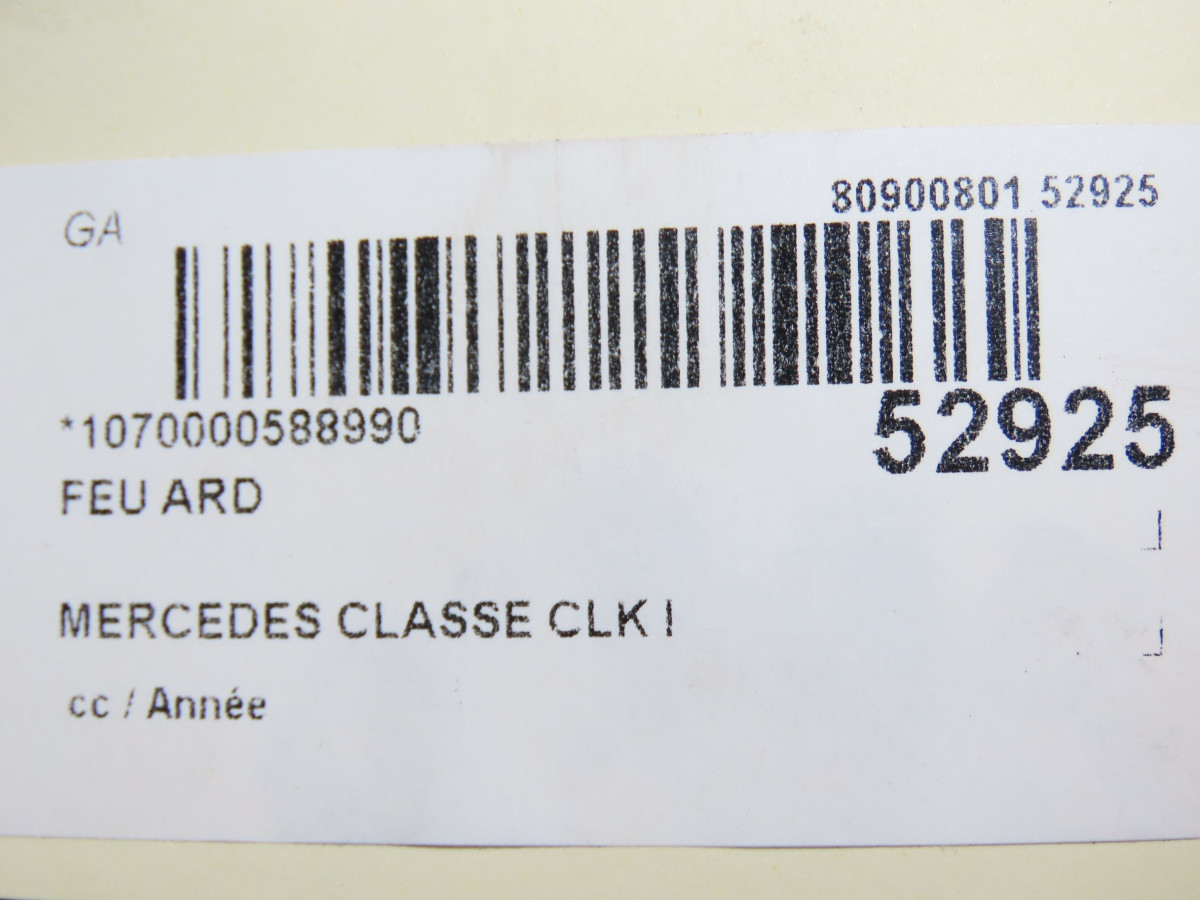 80900801 52925
GA
*1070000588990
52925
FEU ARD
MERCEDES CLASSE CLK I
cc / Année